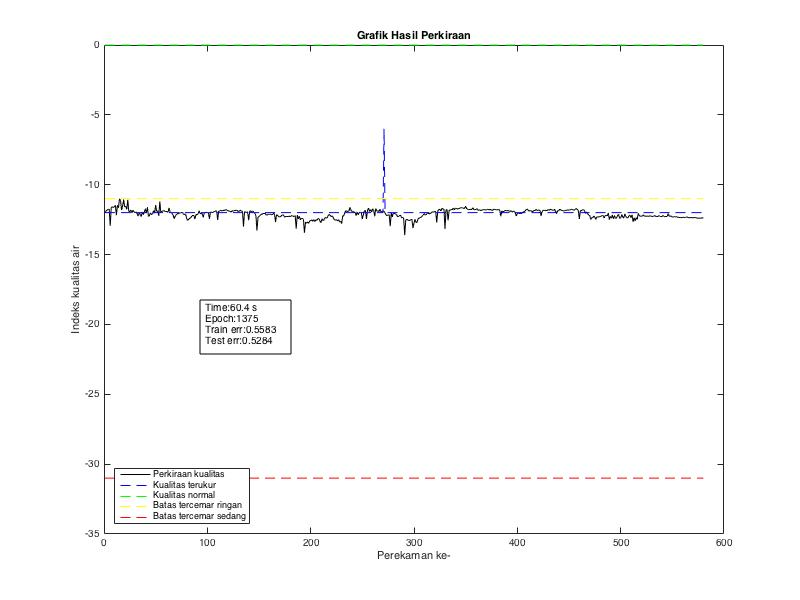 Grafik Hasil Perkiraan
0
-5
-10
-15
-20
-25
-30
-35
Indeks kualitas air
Time:60.4 s
Epoch:1375
Train err:0.5583
Test err:0.5284
Perkiraan kualitas
Kualitas terukur
Kualitas normal
Batas tercemar ringan
Batas tercemar sedang
0 100 200 300 400 500 600
Perekaman ke-